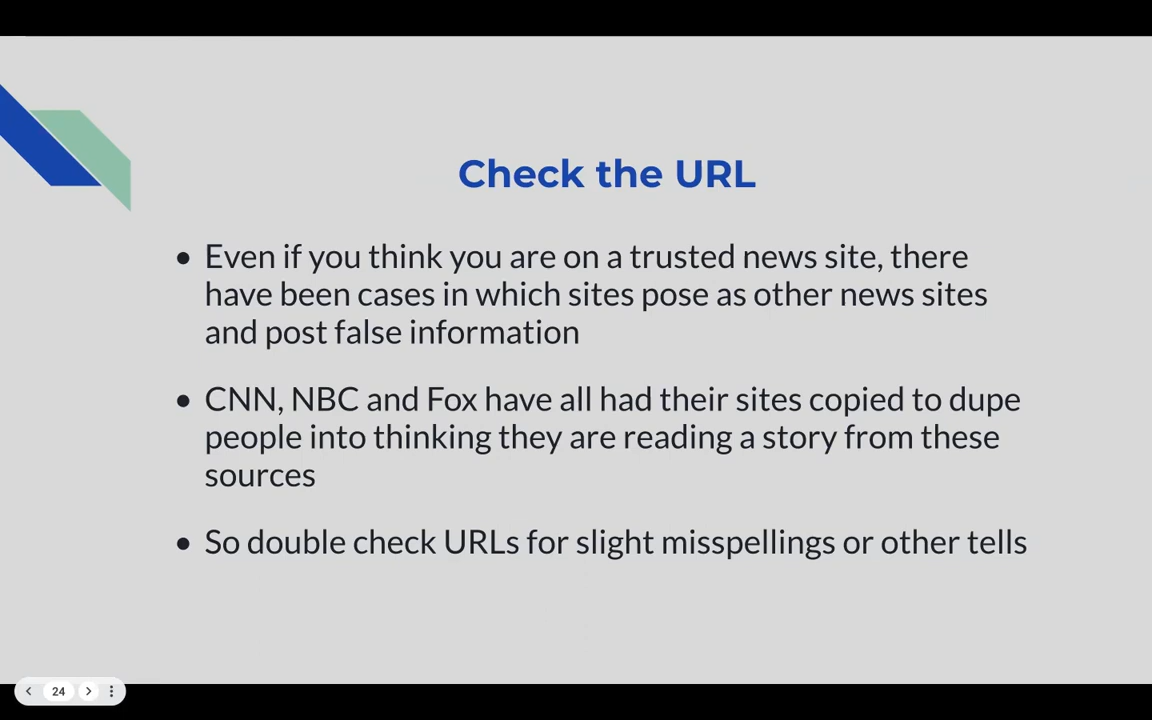 Check the URL
• Even if you think you are on a trusted news site, there
have been cases in which sites pose as other news sites
and post false information
• CNN, NBC and Fox have all had their sites copied to dupe
people into thinking they are reading a story from these
sources
• So double check URLs for slight misspellings or other tells
24